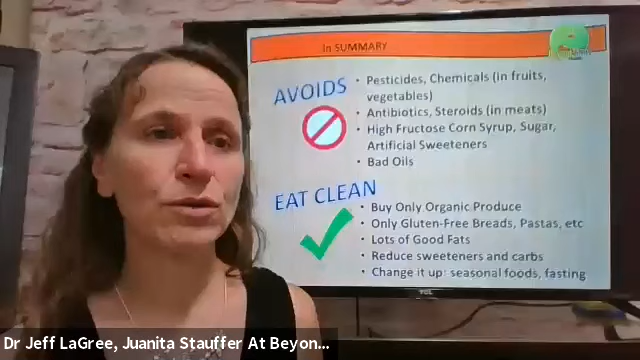 In SUMMARY
AVOIDS
• Pesticides, Chemicals (in fruits,
vegetables)
• Antibiotics, Steroids (in meats)
• High Fructose Corn Syrup, Sugar,
Artificial Sweeteners
• Bad Oils
EAT CLEAN
• Buy Only Organic Produce
• Only Gluten-Free Breads, Pastas, etc
• Lots of Good Fats
• Reduce sweeteners and carbs
• Change it up: seasonal foods, fasting
TCL
Dr Jeff LaGree, Juanita Stauffer At Beyon...